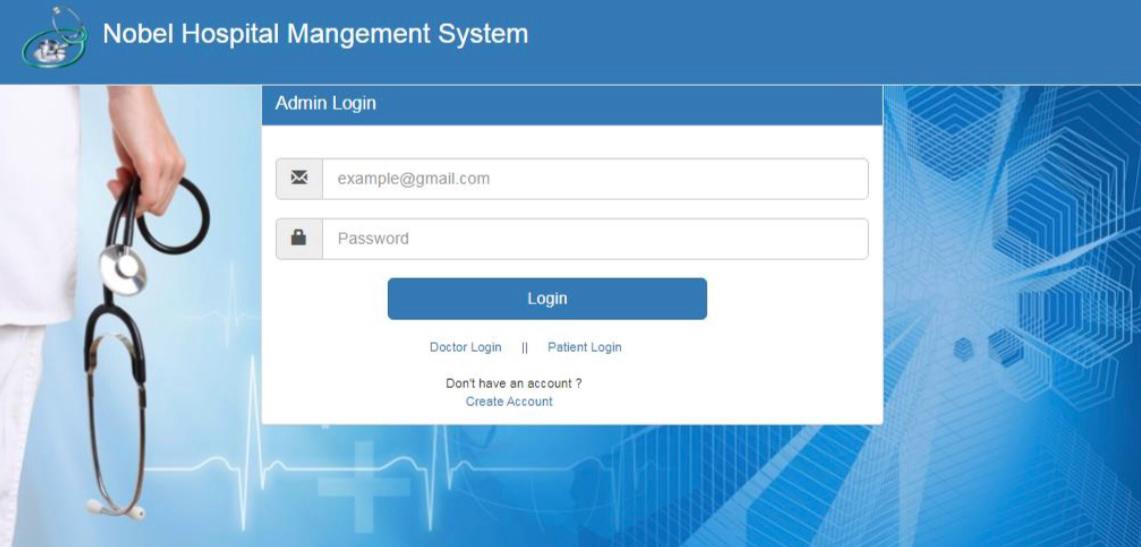 Nobel Hospital Mangement System
Admin Login
example@gmail.com
Password
Login
Doctor Login || Patient Login
Don't have an account ?
Create Account